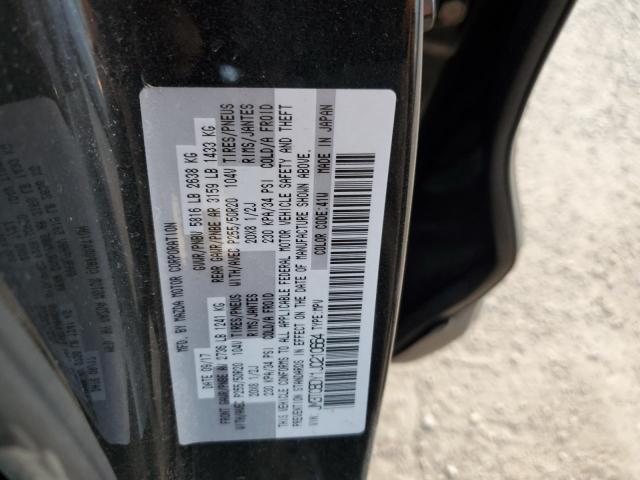 MFD. BY MAZDA MOTOR CORPORATION
DATE: 09/17 GVWR/PNBV 5816 LB 2638 KG
FRONT GAWR/PNBE AV 2736 LB 1241 KG REAR GAWR/PNBE AR 3159 LB 1433 KG
WITH/AVEC P255/50R20 104V TIRES/PNEUS WITH/AVEC P255/50R20 104V TIRES/PNEUS
20X8 1/2J RIMS/JANTES 20X8 1/2J RIMS/JANTES
230 KPA/34 PSI COLD/A FROID 230 KPA/34 PSI COLD/A FROID
THIS VEHICLE CONFORMS TO ALL APPLICABLE FEDERAL MOTOR VEHICLE SAFETY AND THEFT
PREVENTION STANDARDS IN EFFECT ON THE DATE OF MANUFACTURE SHOWN ABOVE.
VIN: TYPE: MPV COLOR CODE: 41V MADE IN JAPAN